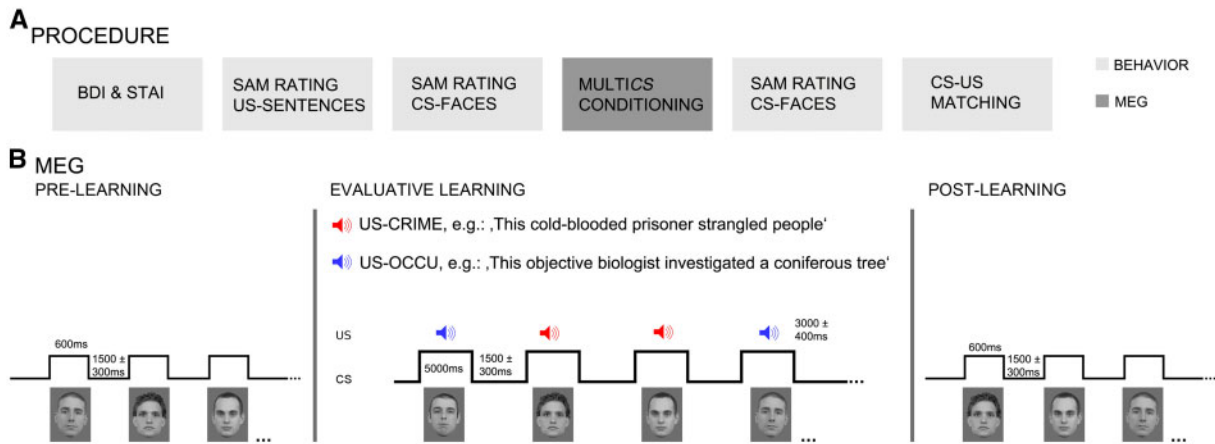 A PROCEDURE
BDI & STAI
SAM RATING
US-SENTENCES
SAM RATING
CS-FACES
MULTICS
CONDITIONING
SAM RATING
CS-FACES
CS-US
MATCHING
BEHAVIOR
MEG
B MEG
PRE-LEARNING
EVALUATIVE LEARNING
POST-LEARNING
US-CRIME, e.g.: ‚This cold-blooded prisoner strangled people‘
US-OCCU, e.g.: ‚This objective biologist investigated a coniferous tree‘
600ms
1500 ±
300ms
...
...
US
CS
5000ms
1500 ±
300ms
3000 ±
400ms
...
...
600ms
1500 ±
300ms
...
...